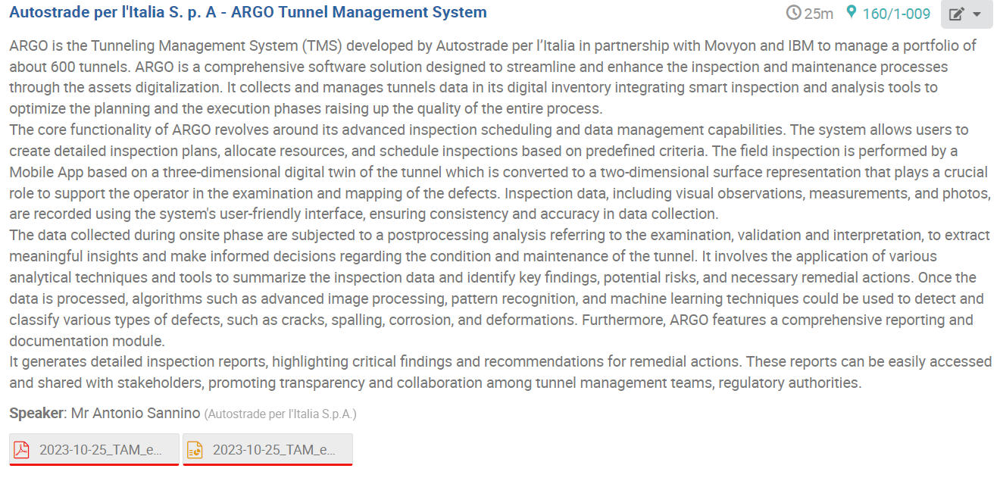 Autostrade per l'Italia S. p. A - ARGO Tunnel Management System
25m
160/1-009
ARGO is the Tunneling Management System (TMS) developed by Autostrade per l'Italia in partnership with Movyon and IBM to manage a portfolio of
about 600 tunnels. ARGO is a comprehensive software solution designed to streamline and enhance the inspection and maintenance processes
through the assets digitalization. It collects and manages tunnels data in its digital inventory integrating smart inspection and analysis tools to
optimize the planning and the execution phases raising up the quality of the entire process.
The core functionality of ARGO revolves around its advanced inspection scheduling and data management capabilities. The system allows users to
create detailed inspection plans, allocate resources, and schedule inspections based on predefined criteria. The field inspection is performed by a
Mobile App based on a three-dimensional digital twin of the tunnel which is converted to a two-dimensional surface representation that plays a crucial
role to support the operator in the examination and mapping of the defects. Inspection data, including visual observations, measurements, and photos,
are recorded using the system's user-friendly interface, ensuring consistency and accuracy in data collection.
The data collected during onsite phase are subjected to a postprocessing analysis referring to the examination, validation and interpretation, to extract
meaningful insights and make informed decisions regarding the condition and maintenance of the tunnel. It involves the application of various
analytical techniques and tools to summarize the inspection data and identify key findings, potential risks, and necessary remedial actions. Once the
data is processed, algorithms such as advanced image processing, pattern recognition, and machine learning techniques could be used to detect and
classify various types of defects, such as cracks, spalling, corrosion, and deformations. Furthermore, ARGO features a comprehensive reporting and
documentation module.
It generates detailed inspection reports, highlighting critical findings and recommendations for remedial actions. These reports can be easily accessed
and shared with stakeholders, promoting transparency and collaboration among tunnel management teams, regulatory authorities.
Speaker: Mr Antonio Sannino (Autostrade per l'Italia S.p.A.)
2023-10-25_TAM_e...
2023-10-25_TAM_e...